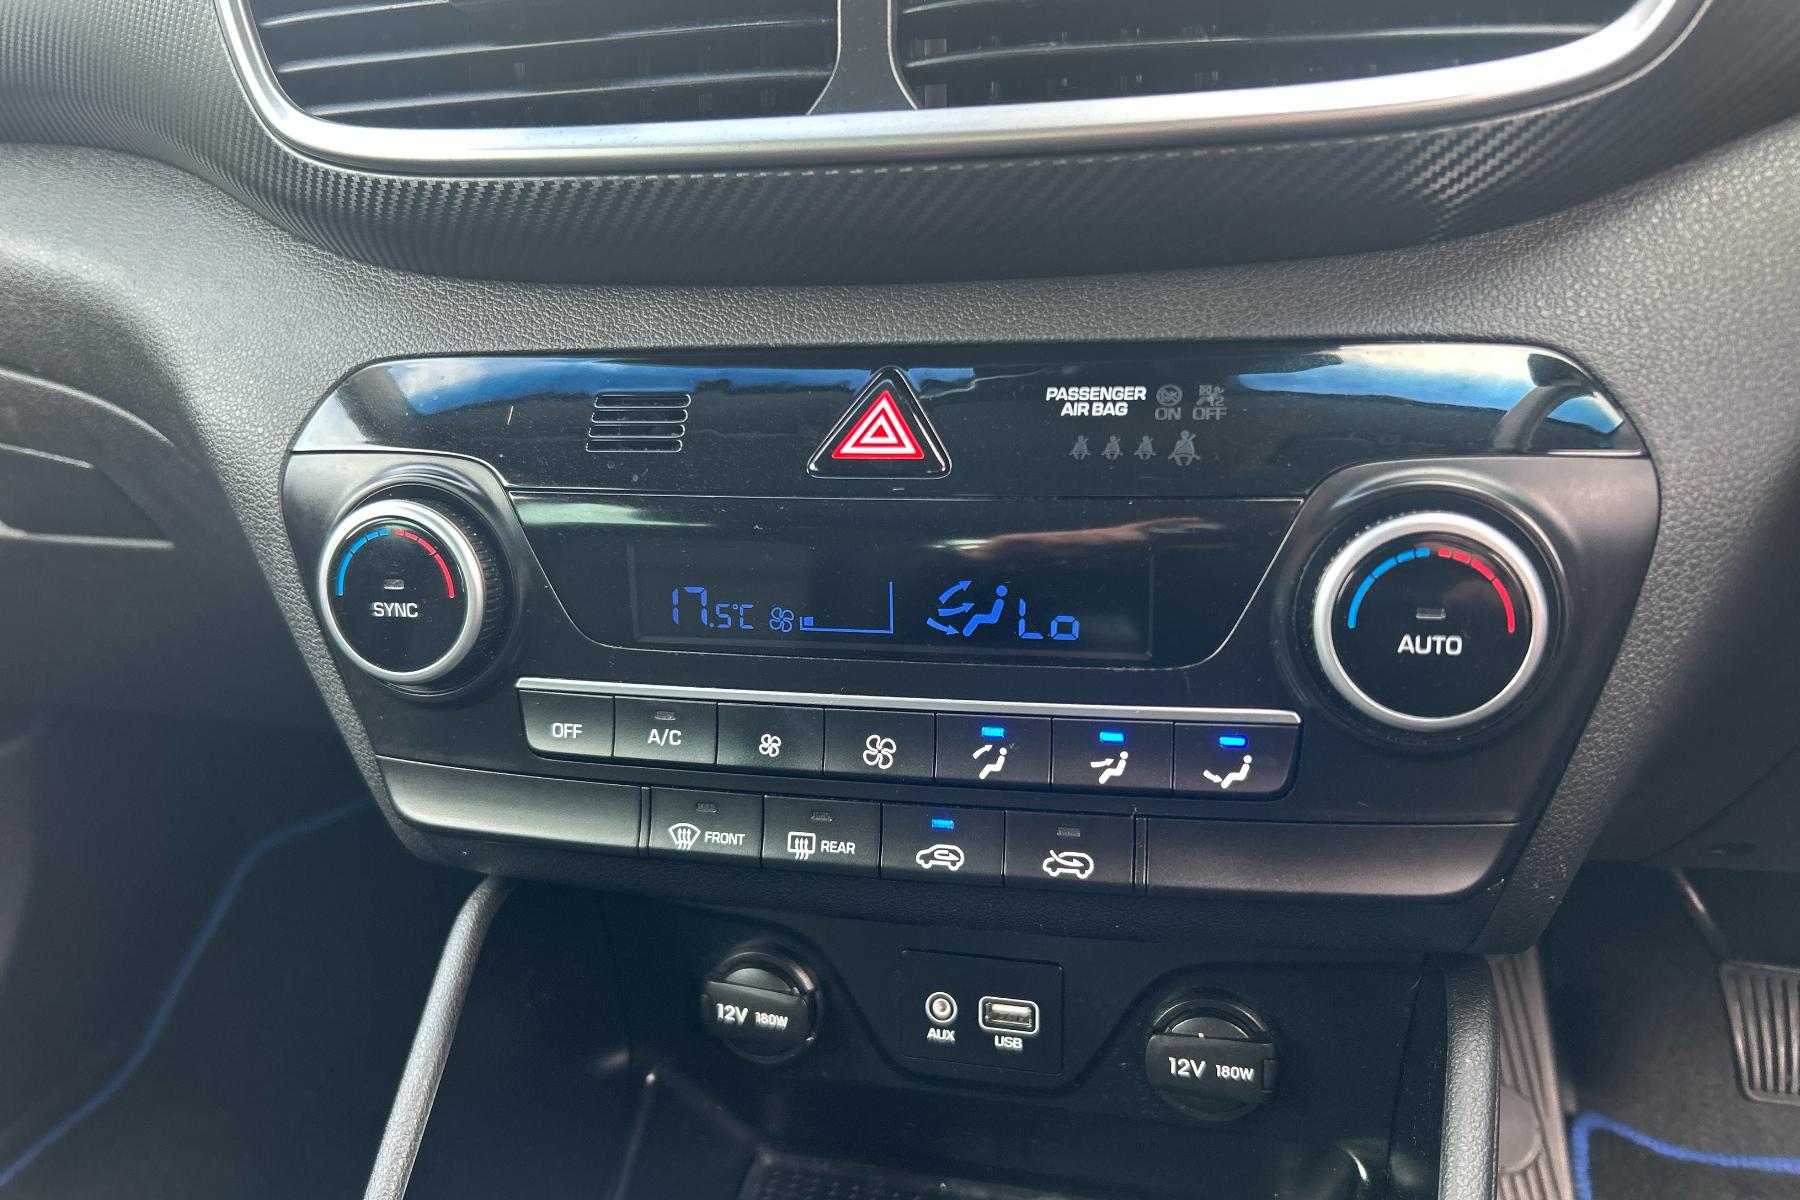 PASSENGER
AIR BAG
ON OFF
SYNC
17.5°C
Lo
AUTO
OFF
A/C
FRONT
REAR
12V 180W
AUX
USB
12V 180W